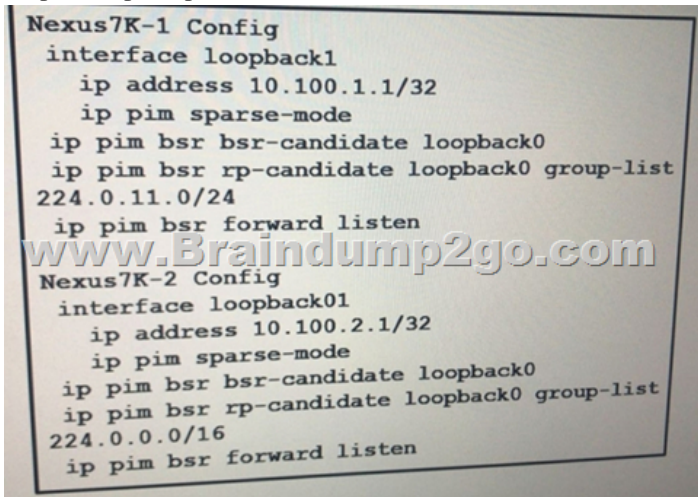 Nexus7K-1 Config
interface loopback1
ip address 10.100.1.1/32
ip pim sparse-mode
ip pim bsr bsr-candidate loopback0
ip pim bsr rp-candidate loopback0 group-list
224.0.11.0/24
ip pim bsr forward listen
www.Braindump2go.com
Nexus7K-2 Config
interface loopback01
ip address 10.100.2.1/32
ip pim sparse-mode
ip pim bsr bsr-candidate loopback0
ip pim bsr rp-candidate loopback0 group-list
224.0.0.0/16
ip pim bsr forward listen